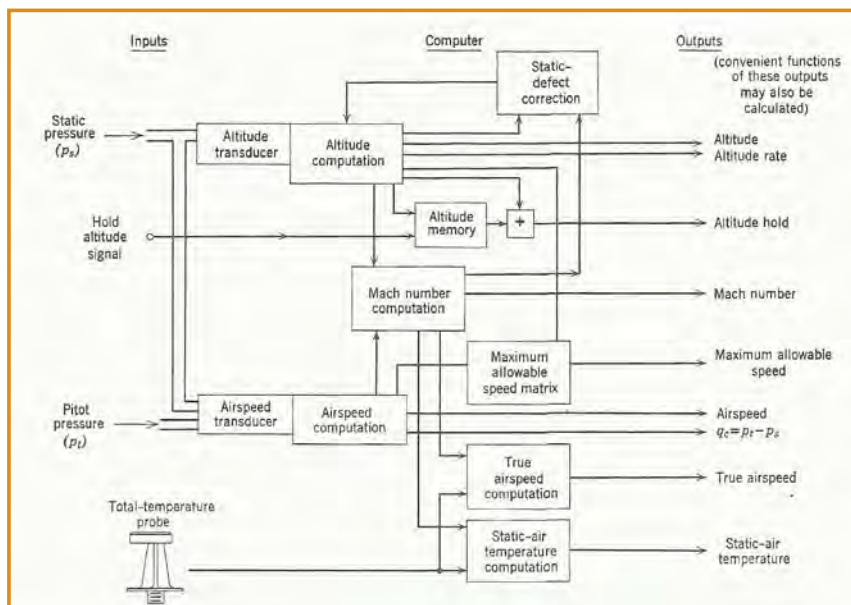 Inputs
Computer
Outputs
(convenient functions
of these outputs
may also be
calculated)
Static-
defect
correction
Static
pressure
(pₛ)
Altitude
transducer
Altitude
computation
Altitude
Altitude rate
Hold
altitude
signal
Altitude
memory
+
Altitude hold
Mach number
computation
Mach number
Maximum
allowable
speed matrix
Maximum allowable
speed
Pitot
pressure
(pₜ)
Airspeed
transducer
Airspeed
computation
Airspeed
q꜀=pₜ−pₛ
True
airspeed
computation
True airspeed
Total-temperature
probe
Static-air
temperature
computation
Static-air
temperature